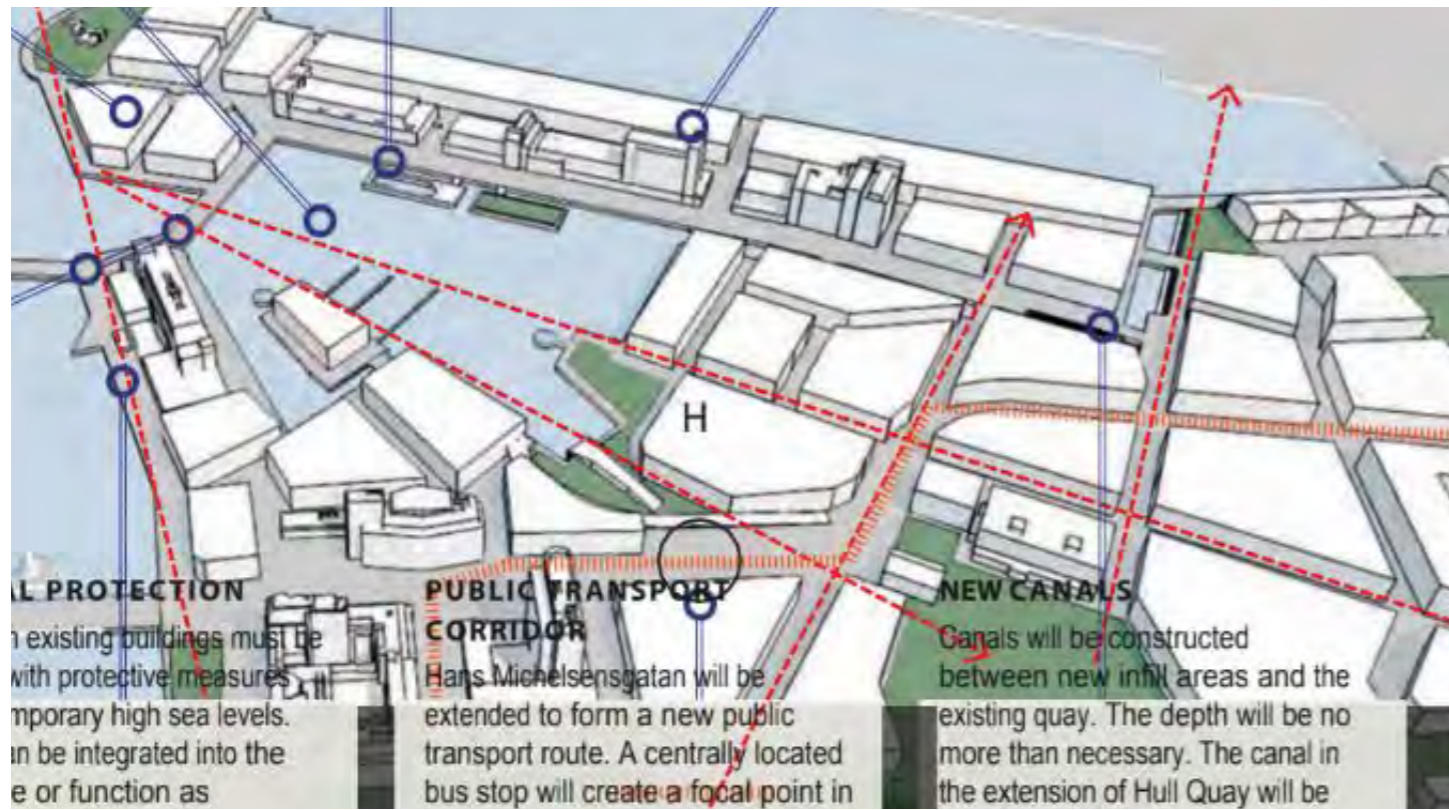 H
AL PROTECTION
n existing buildings must be
with protective measures
mporary high sea levels.
an be integrated into the
e or function as
PUBLIC TRANSPORT
CORRIDOR
Hans Michelsensgatan will be
extended to form a new public
transport route. A centrally located
bus stop will create a focal point in
NEW CANALS
Canals will be constructed
between new infill areas and the
existing quay. The depth will be no
more than necessary. The canal in
the extension of Hull Quay will be